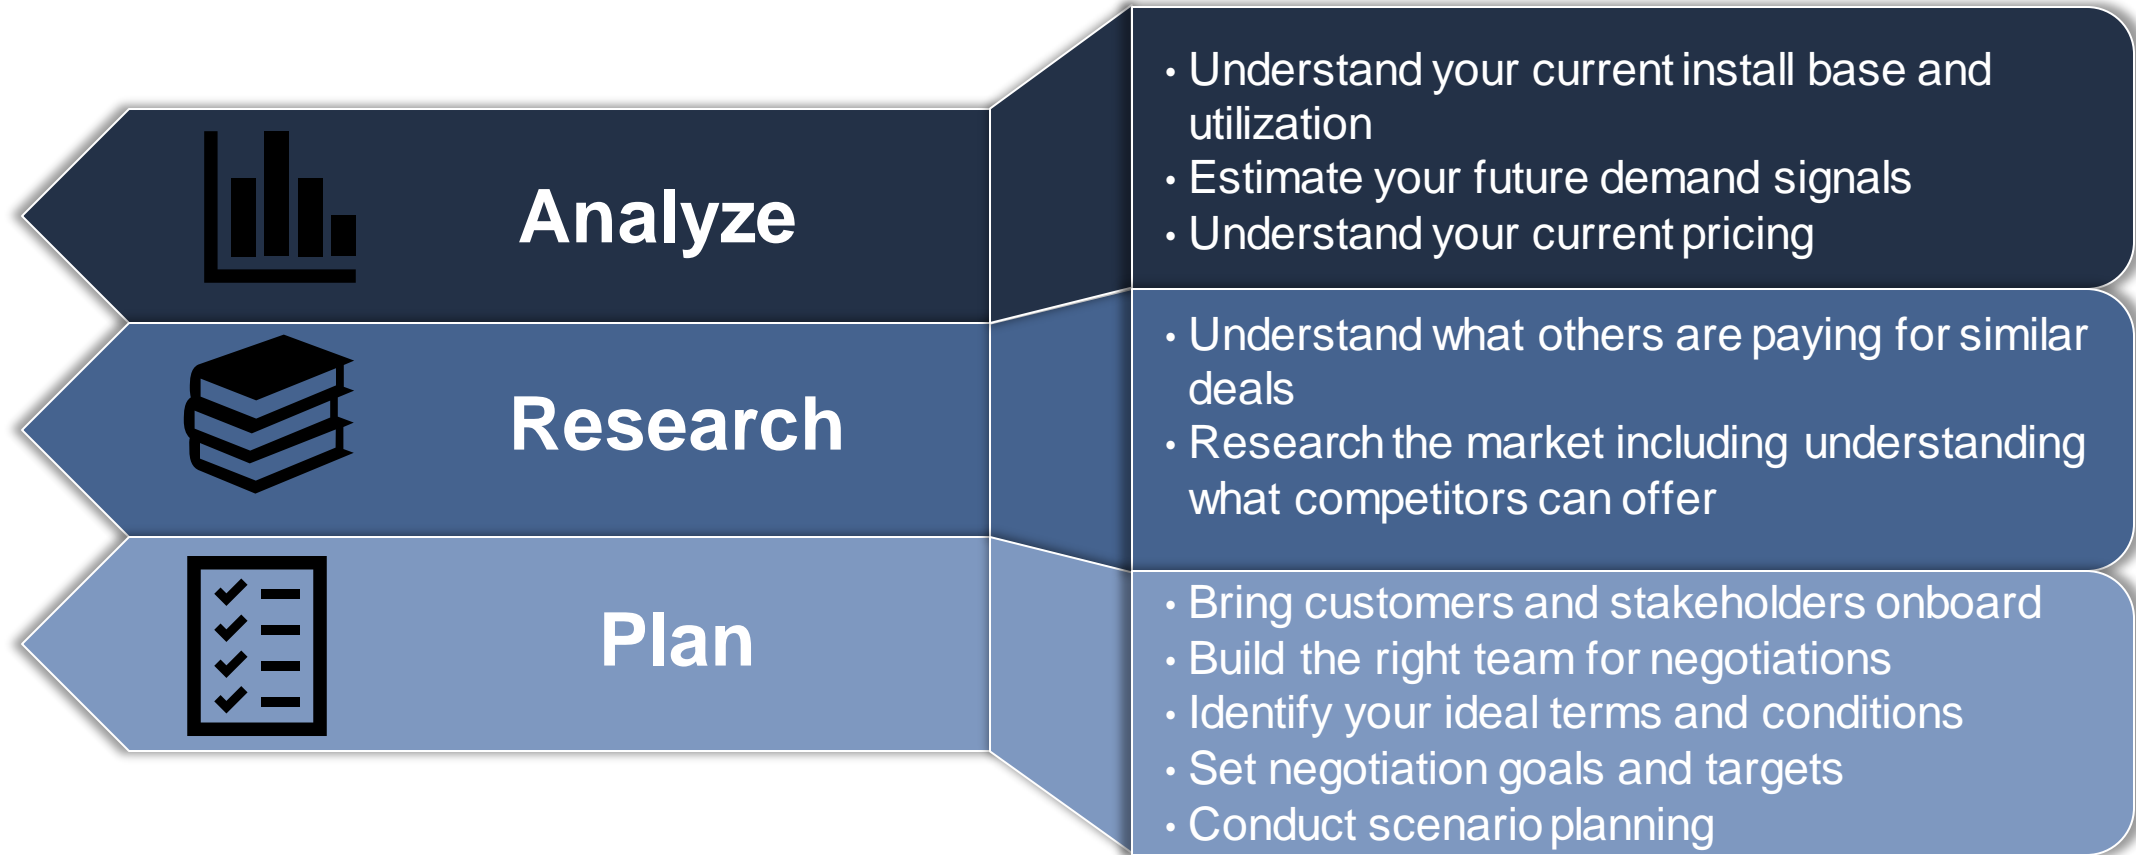 Analyze
• Understand your current install base and
utilization
• Estimate your future demand signals
• Understand your current pricing
Research
• Understand what others are paying for similar
deals
• Research the market including understanding
what competitors can offer
Plan
• Bring customers and stakeholders onboard
• Build the right team for negotiations
• Identify your ideal terms and conditions
• Set negotiation goals and targets
• Conduct scenario planning